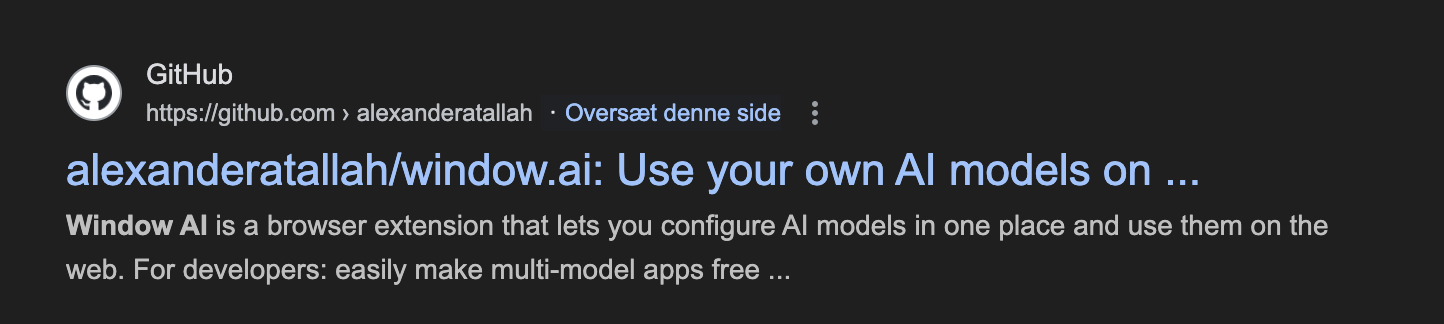 GitHub
https://github.com › alexanderatallah · Oversæt denne side
alexanderatallah/window.ai: Use your own AI models on ...
Window AI is a browser extension that lets you configure AI models in one place and use them on the
web. For developers: easily make multi-model apps free ...